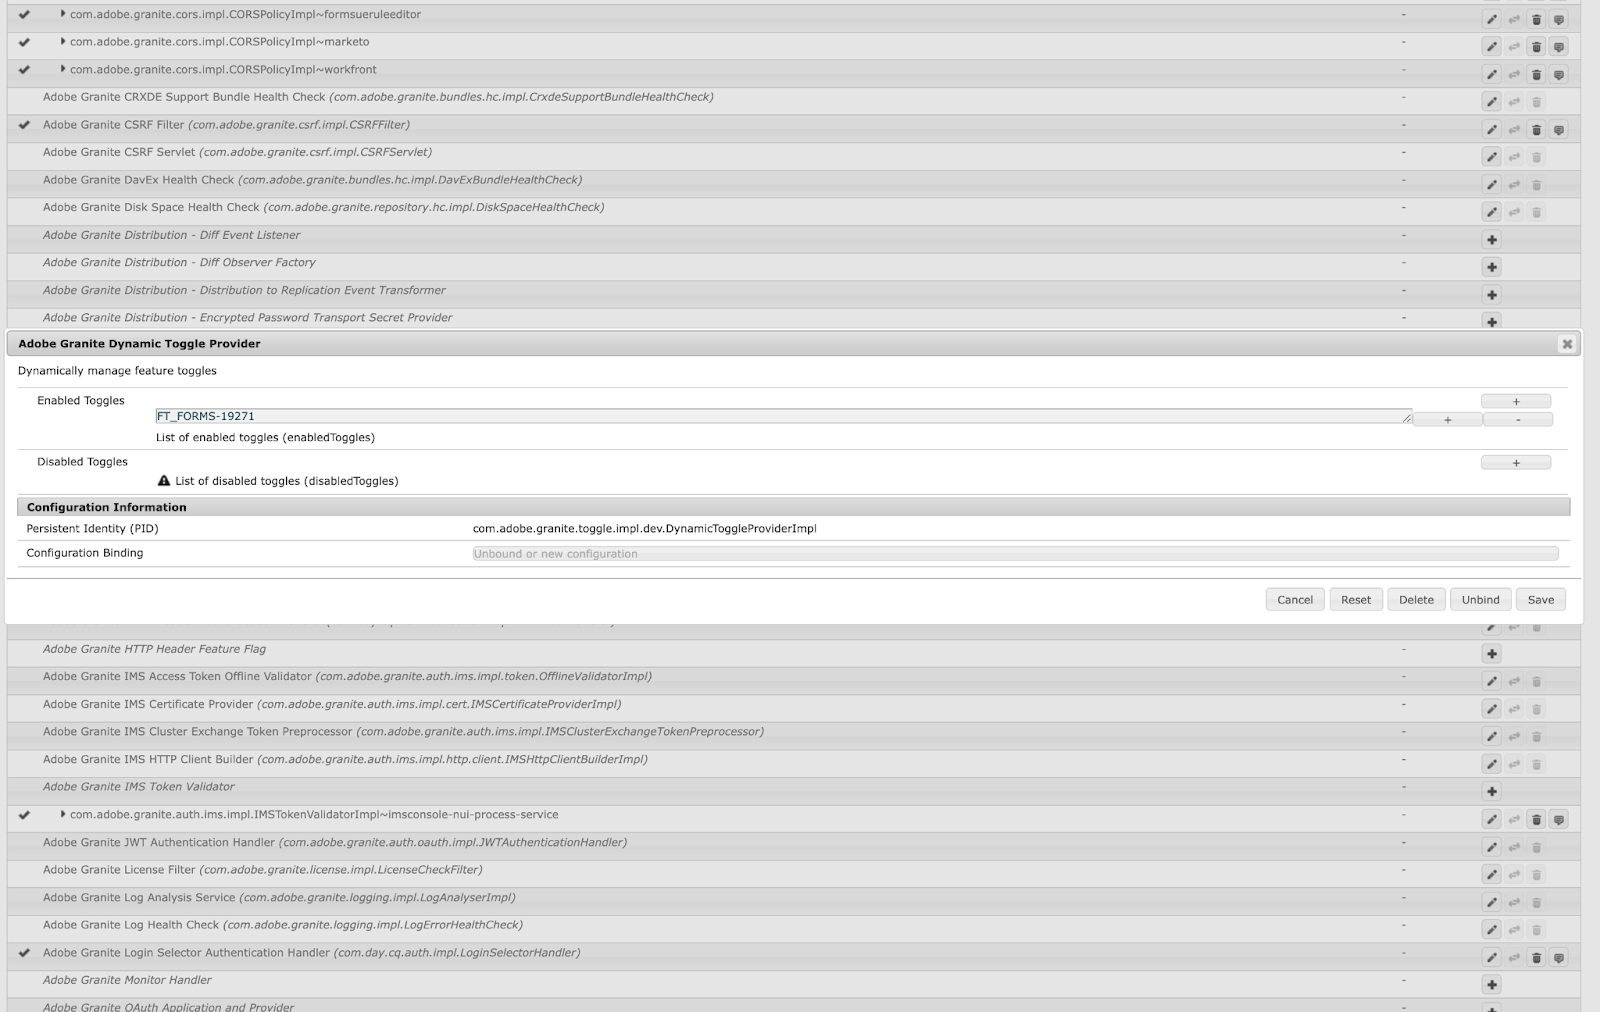 com.adobe.granite.cors.impl.CORSPolicyImpl~formsueruleeditor -
com.adobe.granite.cors.impl.CORSPolicyImpl~marketo -
com.adobe.granite.cors.impl.CORSPolicyImpl~workfront -
Adobe Granite CRXDE Support Bundle Health Check (com.adobe.granite.bundles.hc.impl.CrxdeSupportBundleHealthCheck) -
Adobe Granite CSRF Filter (com.adobe.granite.csrf.impl.CSRFFilter) -
Adobe Granite CSRF Servlet (com.adobe.granite.csrf.impl.CSRFServlet) -
Adobe Granite DavEx Health Check (com.adobe.granite.bundles.hc.impl.DavExBundleHealthCheck) -
Adobe Granite Disk Space Health Check (com.adobe.granite.repository.hc.impl.DiskSpaceHealthCheck) -
Adobe Granite Distribution - Diff Event Listener -
Adobe Granite Distribution - Diff Observer Factory -
Adobe Granite Distribution - Distribution to Replication Event Transformer -
Adobe Granite Distribution - Encrypted Password Transport Secret Provider -
Adobe Granite Dynamic Toggle Provider
Dynamically manage feature toggles
Enabled Toggles +
FT_FORMS-19271 + -
List of enabled toggles (enabledToggles)
Disabled Toggles +
List of disabled toggles (disabledToggles)
Configuration Information
Persistent Identity (PID) com.adobe.granite.toggle.impl.dev.DynamicToggleProviderImpl
Configuration Binding Unbound or new configuration
Cancel Reset Delete Unbind Save
Adobe Granite HTTP Header Feature Flag -
Adobe Granite IMS Access Token Offline Validator (com.adobe.granite.auth.ims.impl.token.OfflineValidatorImpl) -
Adobe Granite IMS Certificate Provider (com.adobe.granite.auth.ims.impl.cert.IMSCertificateProviderImpl) -
Adobe Granite IMS Cluster Exchange Token Preprocessor (com.adobe.granite.auth.ims.impl.IMSClusterExchangeTokenPreprocessor) -
Adobe Granite IMS HTTP Client Builder (com.adobe.granite.auth.ims.impl.http.client.IMSHttpClientBuilderImpl) -
Adobe Granite IMS Token Validator -
com.adobe.granite.auth.ims.impl.IMSTokenValidatorImpl~imsconsole-nui-process-service -
Adobe Granite JWT Authentication Handler (com.adobe.granite.auth.oauth.impl.JWTAuthenticationHandler) -
Adobe Granite License Filter (com.adobe.granite.license.impl.LicenseCheckFilter) -
Adobe Granite Log Analysis Service (com.adobe.granite.logging.impl.LogAnalyserImpl) -
Adobe Granite Log Health Check (com.adobe.granite.logging.impl.LogErrorHealthCheck) -
Adobe Granite Login Selector Authentication Handler (com.day.cq.auth.impl.LoginSelectorHandler) -
Adobe Granite Monitor Handler -
Adobe Granite OAuth Application and Provider -